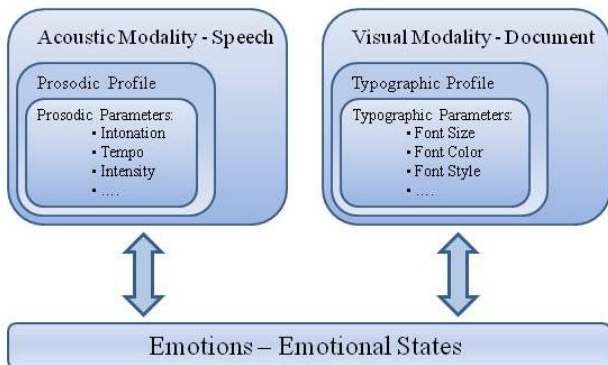 Acoustic Modality - Speech
Prosodic Profile
Prosodic Parameters:
• Intonation
• Tempo
• Intensity
• ....
Visual Modality - Document
Typographic Profile
Typographic Parameters:
• Font Size
• Font Color
• Font Style
• ....
Emotions – Emotional States